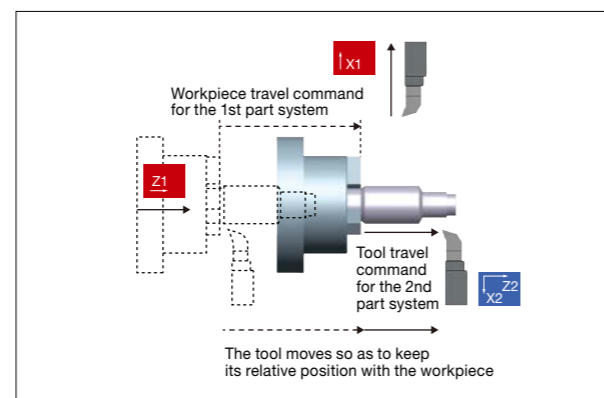 X1
Workpiece travel command
for the 1st part system
Z1
Tool travel
command
for the 2nd
part system
Z2
X2
The tool moves so as to keep
its relative position with the workpiece